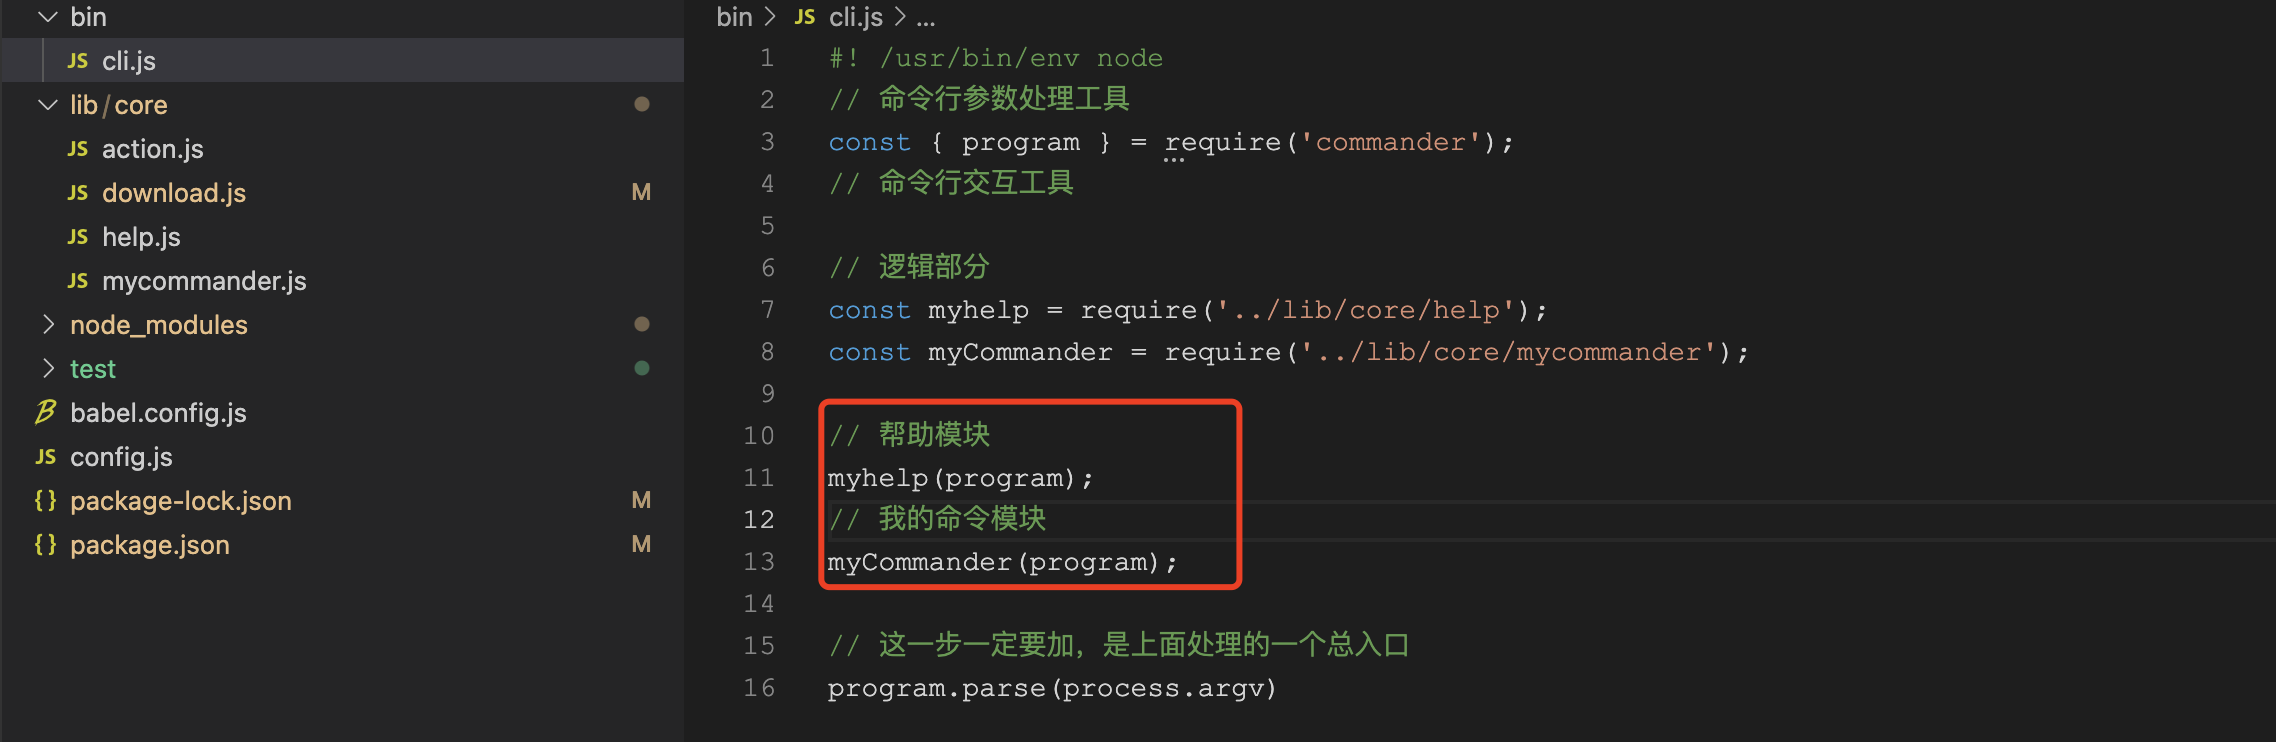 bin
JS cli.js
lib/core
JS action.js
JS download.js M
JS help.js
JS mycommander.js
node_modules
test
B babel.config.js
JS config.js
{} package-lock.json M
{} package.json M
bin > JS cli.js > ...
1 #! /usr/bin/env node
2 // 命令行参数处理工具
3 const { program } = require('commander');
4 // 命令行交互工具
5
6 // 逻辑部分
7 const myhelp = require('../lib/core/help');
8 const myCommander = require('../lib/core/mycommander');
9
10 // 帮助模块
11 myhelp(program);
12 // 我的命令模块
13 myCommander(program);
14
15 // 这一步一定要加，是上面处理的一个总入口
16 program.parse(process.argv)